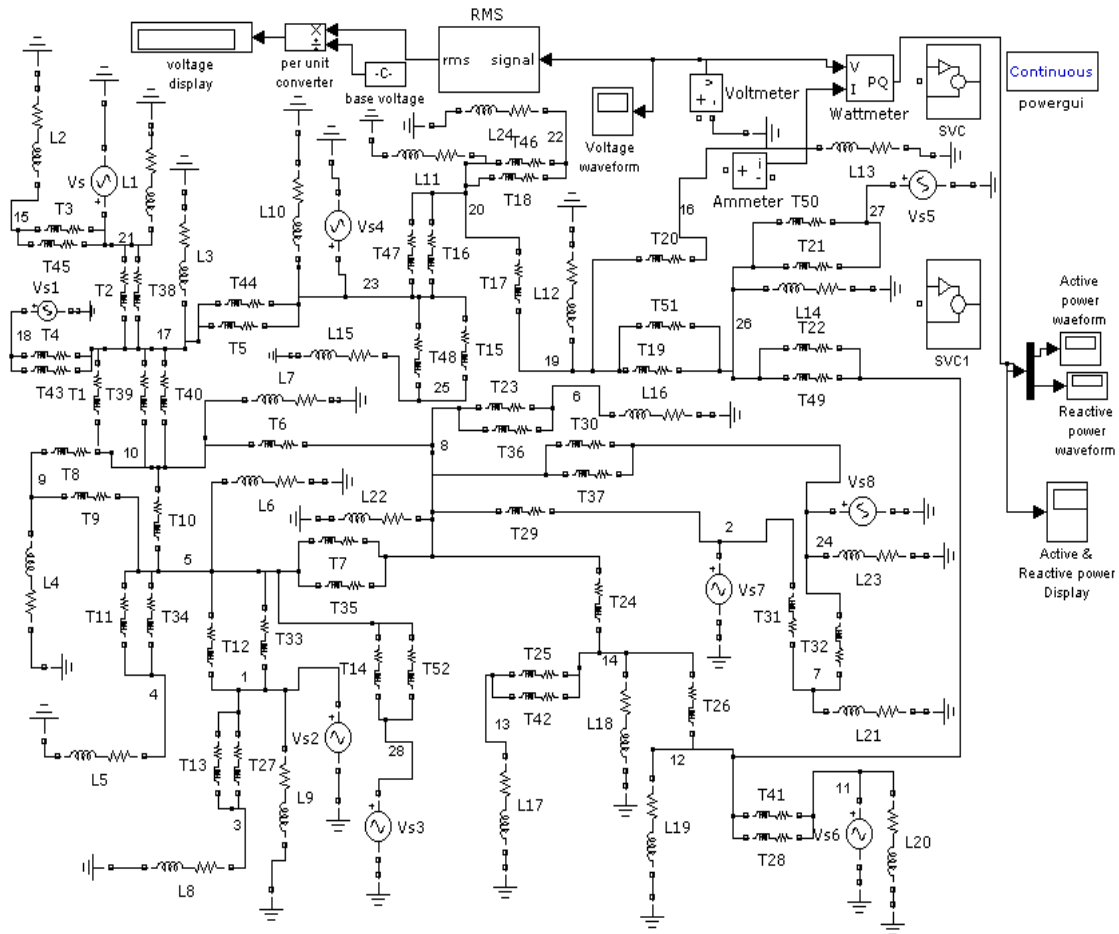 RMS
voltage
display
X
÷
per unit
converter
-C-
base voltage
rms
signal
Voltage
waveform
v
+
-
Voltmeter
V
I
PQ
Wattmeter
SVC
Continuous
powergui
+
-
i
Ammeter
L2
Vs
L1
T3
15
T45
21
Vs1
T2
T38
L3
18
T4
T43
17
T44
T5
T1
T39
T40
L10
Vs4
L11
L24
T46
22
T18
20
T47
T16
23
T17
L12
L15
T48
T15
25
19
16
T20
L13
T50
27
Vs5
T21
L14
T51
T19
26
T22
T49
SVC1
Active
power
waeform
Reactive
power
waveform
Active &
Reactive power
Display
L7
T6
T8
10
9
T9
T10
L6
L22
8
T23
T36
6
L16
T30
T37
T29
2
Vs7
Vs8
24
L23
T31
T32
7
L21
L4
5
T7
T35
T11
T34
4
L5
T12
T33
T14
T52
1
Vs2
28
T13
T27
3
L9
Vs3
L8
T24
14
T25
T42
13
L17
L18
T26
12
L19
T41
T28
11
Vs6
L20